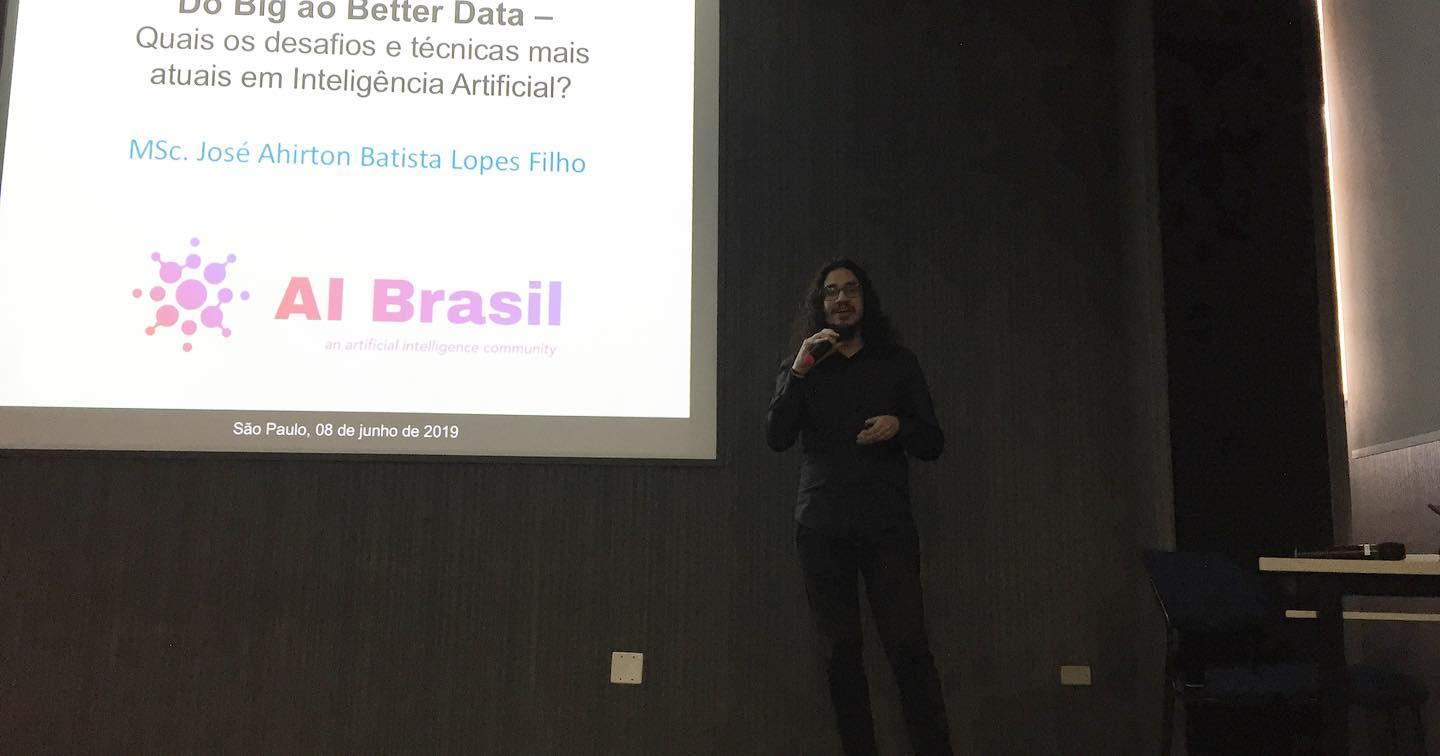 Do Big ao Better Data –
Quais os desafios e técnicas mais
atuais em Inteligência Artificial?
MSc. José Ahirton Batista Lopes Filho
AI Brasil
an artificial intelligence community
São Paulo, 08 de junho de 2019